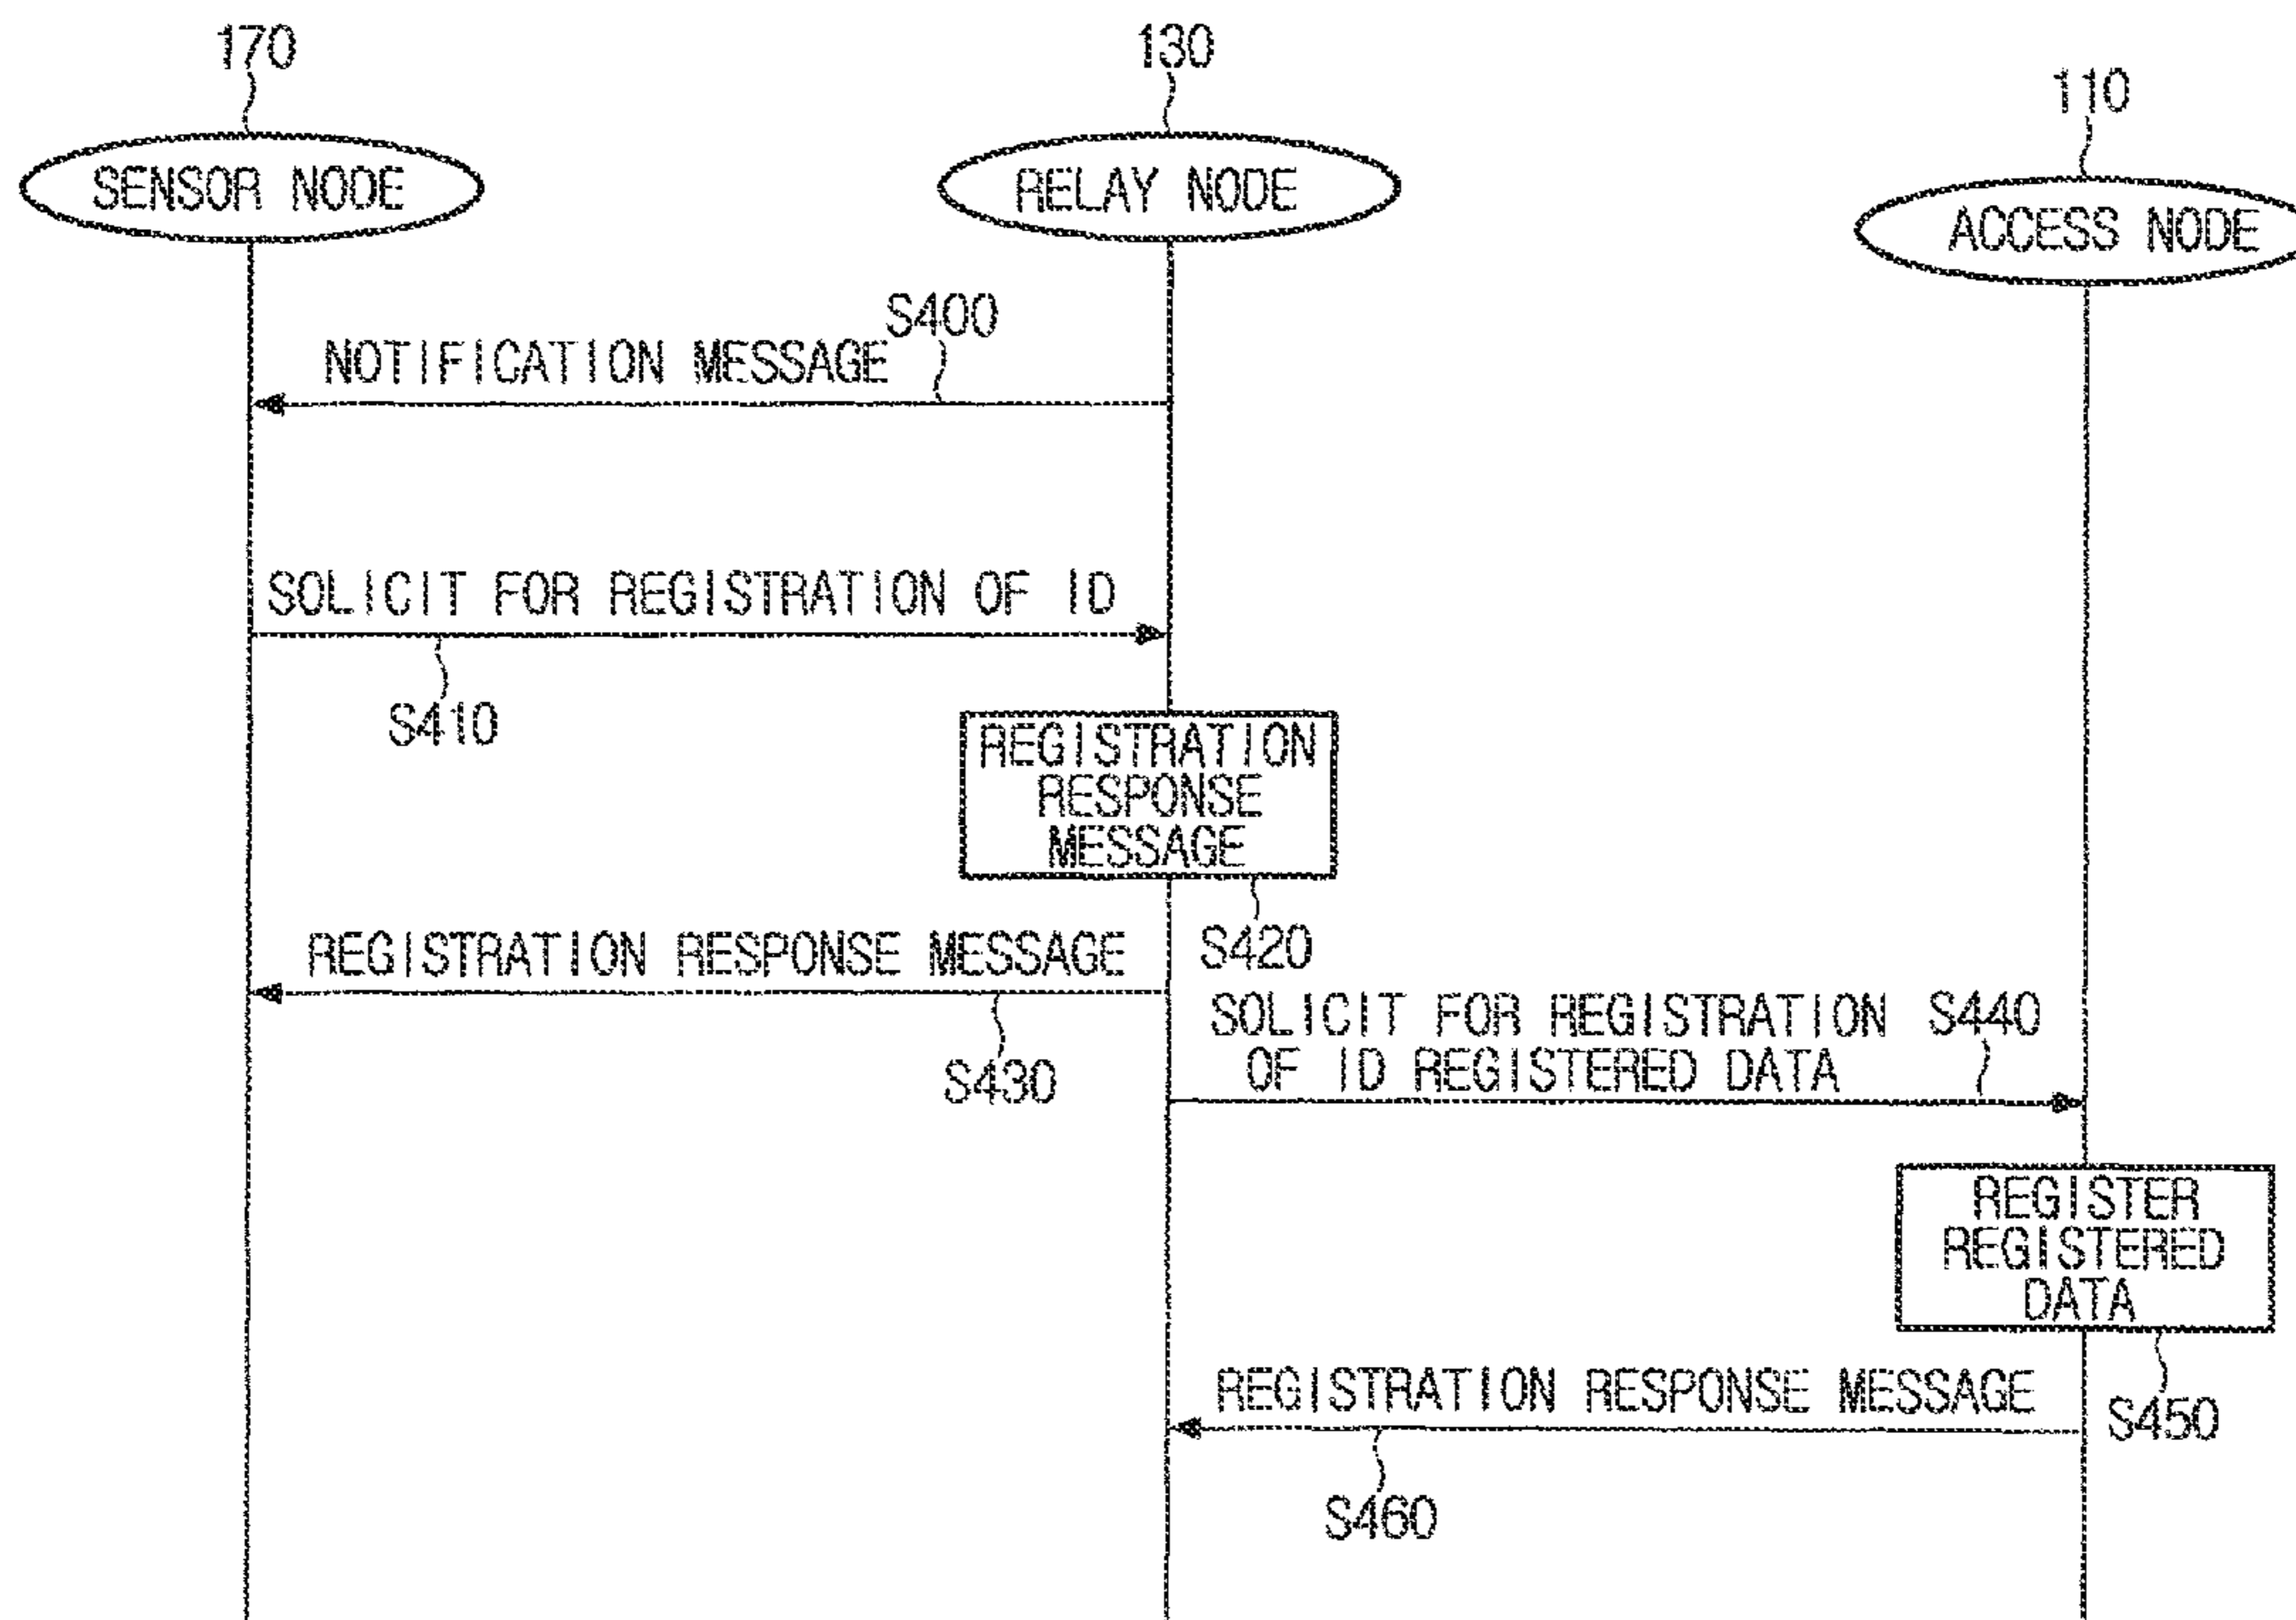 170
130
110
SENSOR NODE
RELAY NODE
ACCESS NODE
S400
NOTIFICATION MESSAGE
SOLICIT FOR REGISTRATION OF ID
S410
REGISTRATION
RESPONSE
MESSAGE
S420
REGISTRATION RESPONSE MESSAGE
S430
SOLICIT FOR REGISTRATION
OF ID REGISTERED DATA
S440
REGISTER
REGISTERED
DATA
S450
REGISTRATION RESPONSE MESSAGE
S460